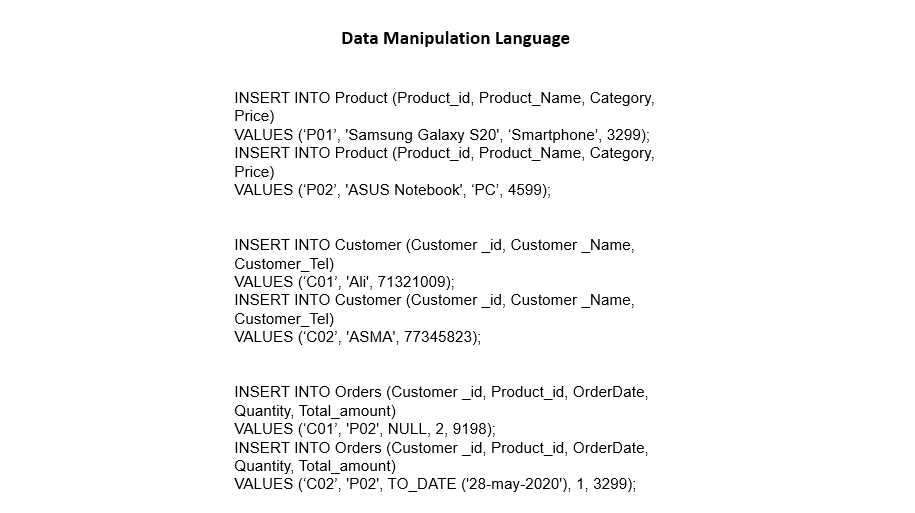 Data Manipulation Language
INSERT INTO Product (Product_id, Product_Name, Category,
Price)
VALUES (‘P01’, 'Samsung Galaxy S20', ‘Smartphone’, 3299);
INSERT INTO Product (Product_id, Product_Name, Category,
Price)
VALUES (‘P02’, 'ASUS Notebook', ‘PC’, 4599);
INSERT INTO Customer (Customer _id, Customer _Name,
Customer_Tel)
VALUES (‘C01’, 'Ali', 71321009);
INSERT INTO Customer (Customer _id, Customer _Name,
Customer_Tel)
VALUES (‘C02’, 'ASMA', 77345823);
INSERT INTO Orders (Customer _id, Product_id, OrderDate,
Quantity, Total_amount)
VALUES (‘C01’, 'P02', NULL, 2, 9198);
INSERT INTO Orders (Customer _id, Product_id, OrderDate,
Quantity, Total_amount)
VALUES (‘C02’, 'P02', TO_DATE ('28-may-2020'), 1, 3299);